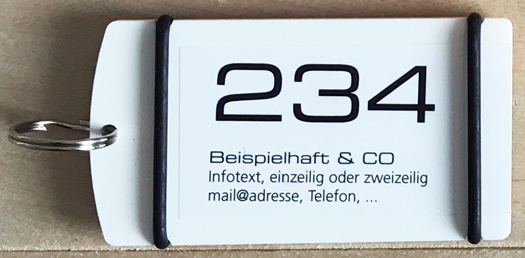 234
Beispielhaft & CO
Infotext, einzeilig oder zweizeilig
mail@adresse, Telefon, ...